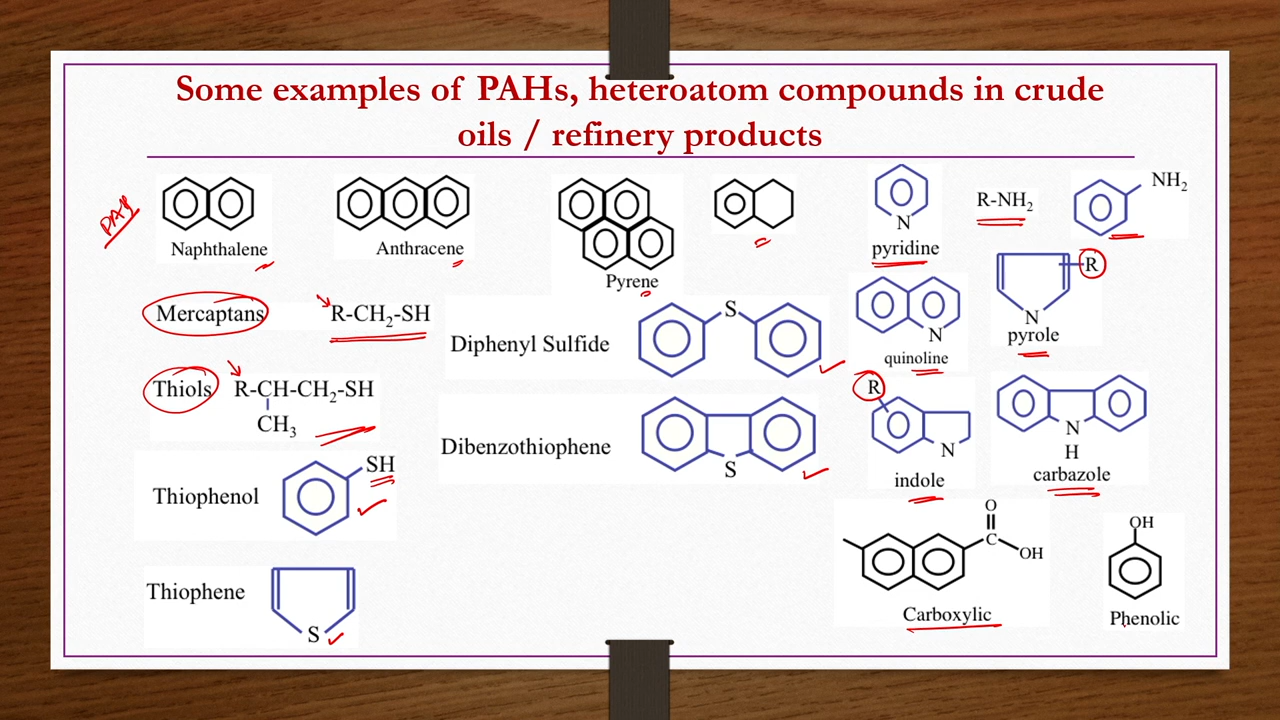 Some examples of PAHs, heteroatom compounds in crude
oils / refinery products
PAH
Naphthalene
Anthracene
Pyrene
N
pyridine
R-NH2
NH2
Mercaptans
R-CH2-SH
Diphenyl Sulfide
S
N
quinoline
R
N
pyrole
Thiols
R-CH-CH2-SH
CH3
Dibenzothiophene
S
R
N
indole
N
H
carbazole
Thiophenol
SH
Thiophene
S
O
C
OH
Carboxylic
OH
Phenolic